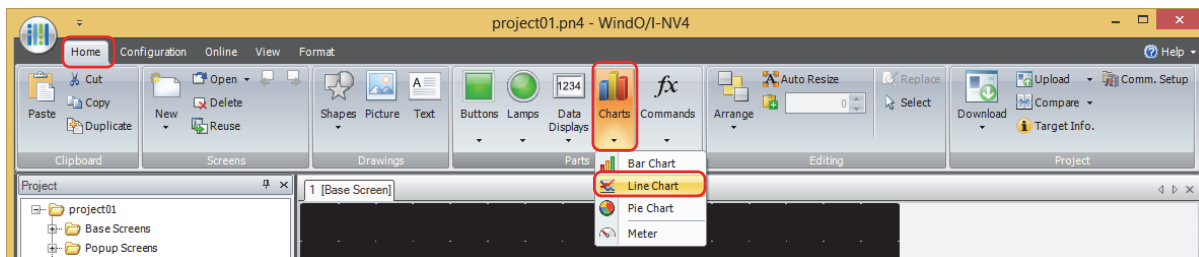 project01.pn4 - WindO/I-NV4
Home Configuration Online View Format Help
Paste
Cut
Copy
Duplicate
Clipboard
New
Open
Delete
Reuse
Screens
Shapes
Picture
Text
Drawings
Buttons
Lamps
1234
Data
Displays
Charts
fx
Commands
Parts
Arrange
Auto Resize
0
Replace
Select
Editing
Download
Upload
Compare
Target Info.
Comm. Setup
Project
Bar Chart
Line Chart
Pie Chart
Meter
Project
project01
Base Screens
Popup Screens
1 [Base Screen]